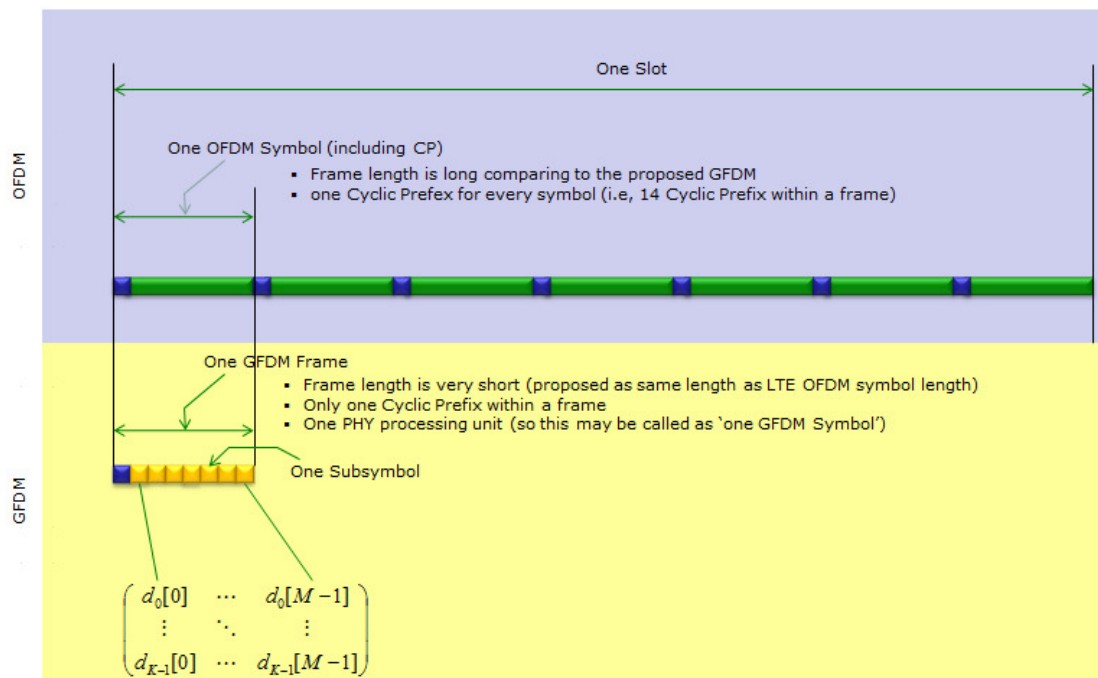 One Slot
OFDM
One OFDM Symbol (including CP)
▪ Frame length is long comparing to the proposed GFDM
▪ one Cyclic Prefex for every symbol (i.e, 14 Cyclic Prefix within a frame)
One GFDM Frame
▪ Frame length is very short (proposed as same length as LTE OFDM symbol length)
▪ Only one Cyclic Prefix within a frame
▪ One PHY processing unit (so this may be called as ‘one GFDM Symbol’)
One Subsymbol
GFDM
d₀[0] ⋯ d₀[M−1]
⋮ ⋱ ⋮
d_{K−1}[0] ⋯ d_{K−1}[M−1]